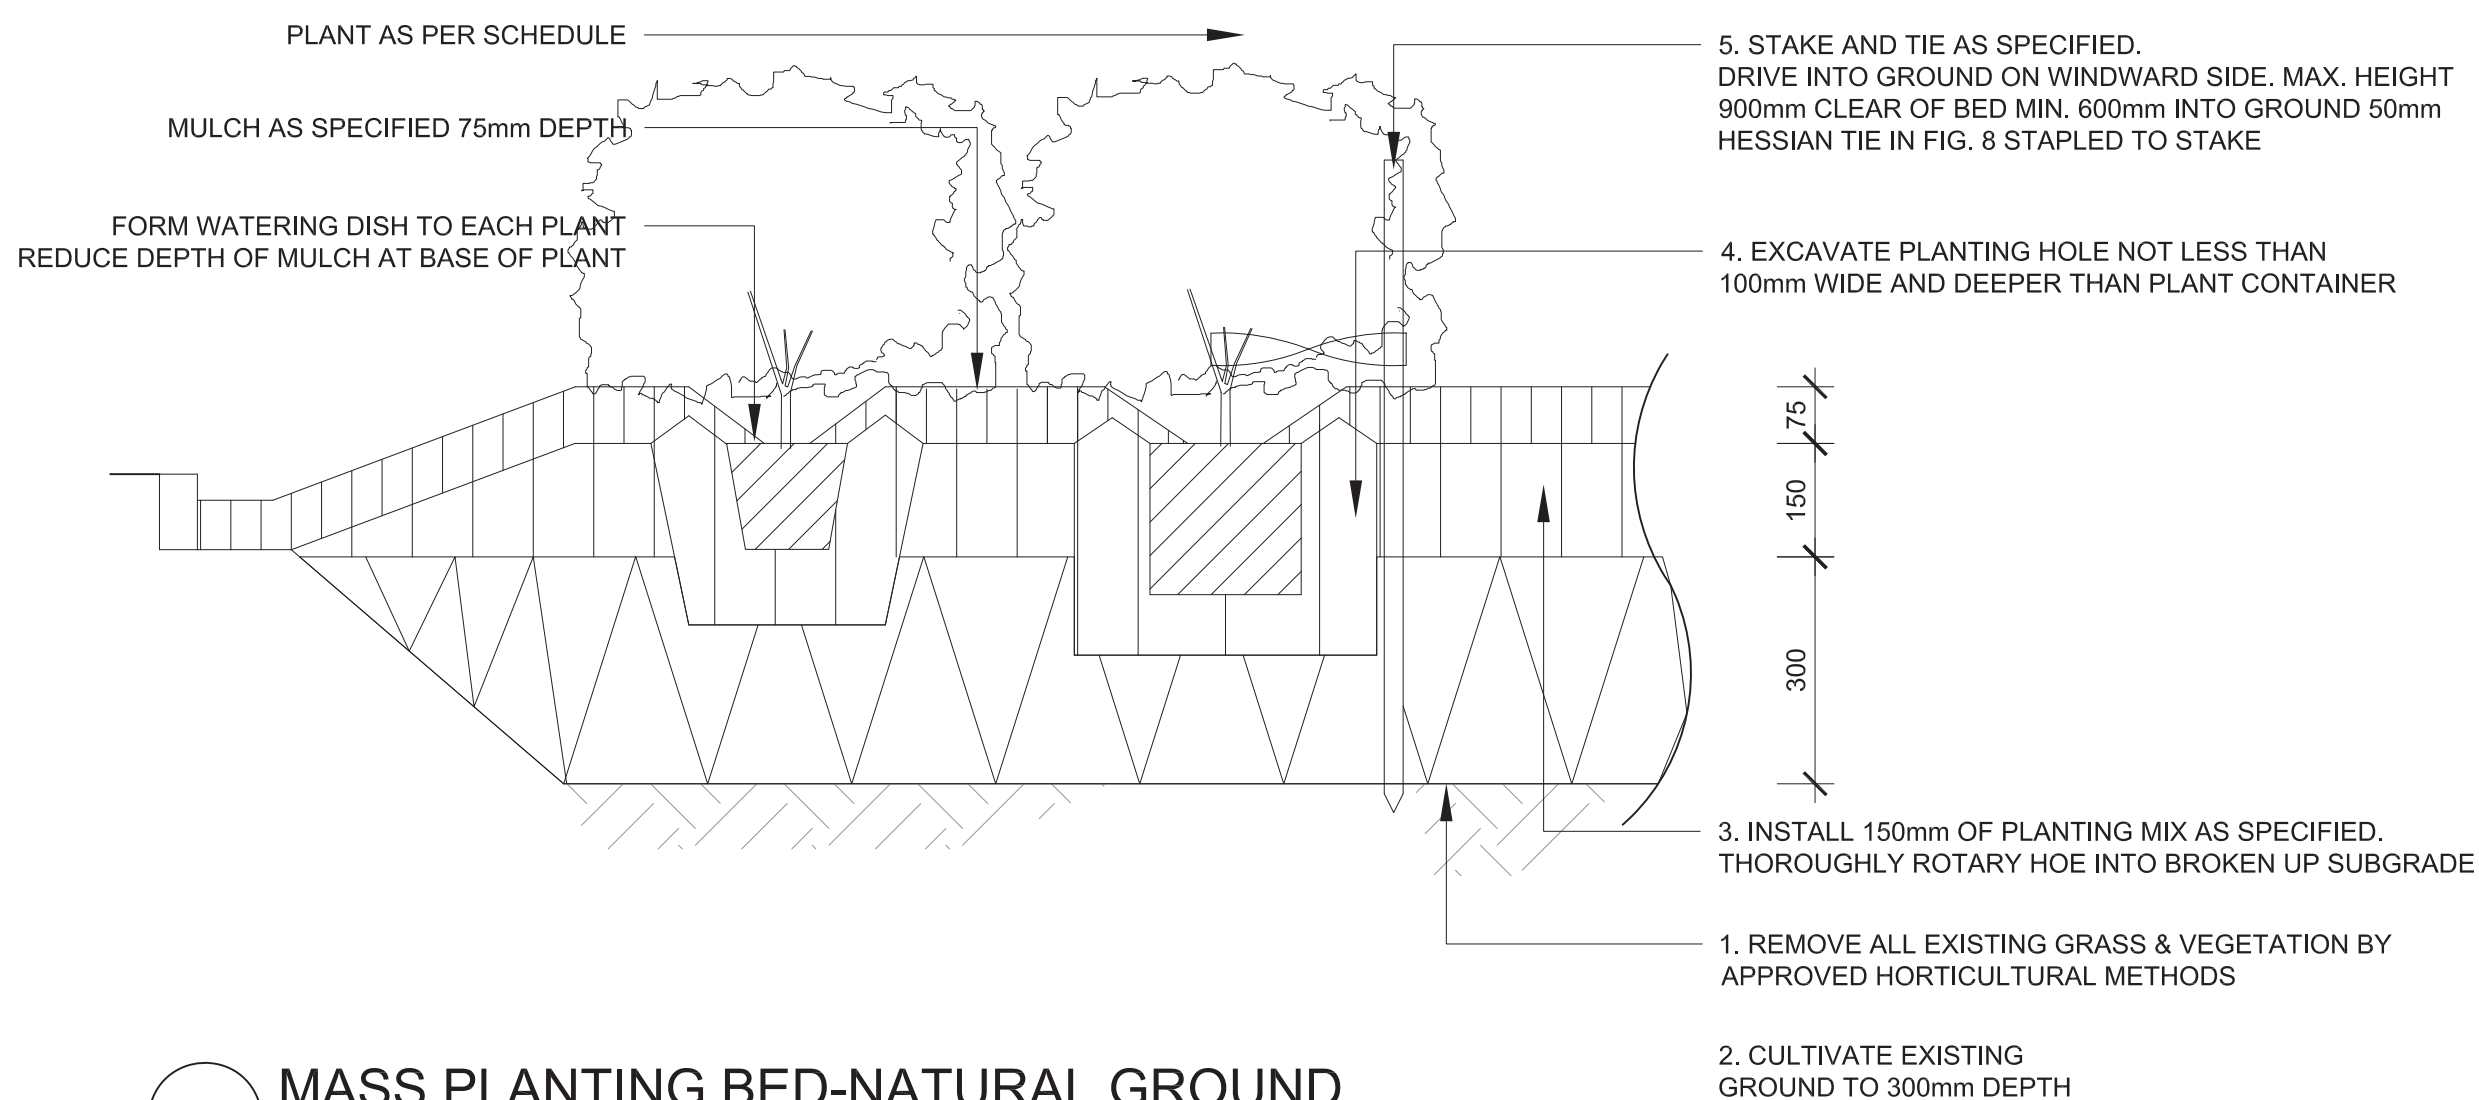 PLANT AS PER SCHEDULE
MULCH AS SPECIFIED 75mm DEPTH
FORM WATERING DISH TO EACH PLANT
REDUCE DEPTH OF MULCH AT BASE OF PLANT
5. STAKE AND TIE AS SPECIFIED.
DRIVE INTO GROUND ON WINDWARD SIDE. MAX. HEIGHT
900mm CLEAR OF BED MIN. 600mm INTO GROUND 50mm
HESSIAN TIE IN FIG. 8 STAPLED TO STAKE
4. EXCAVATE PLANTING HOLE NOT LESS THAN
100mm WIDE AND DEEPER THAN PLANT CONTAINER
75
150
300
3. INSTALL 150mm OF PLANTING MIX AS SPECIFIED.
THOROUGHLY ROTARY HOE INTO BROKEN UP SUBGRADE
1. REMOVE ALL EXISTING GRASS & VEGETATION BY
APPROVED HORTICULTURAL METHODS
2. CULTIVATE EXISTING
GROUND TO 300mm DEPTH
MASS PLANTING BED-NATURAL GROUND